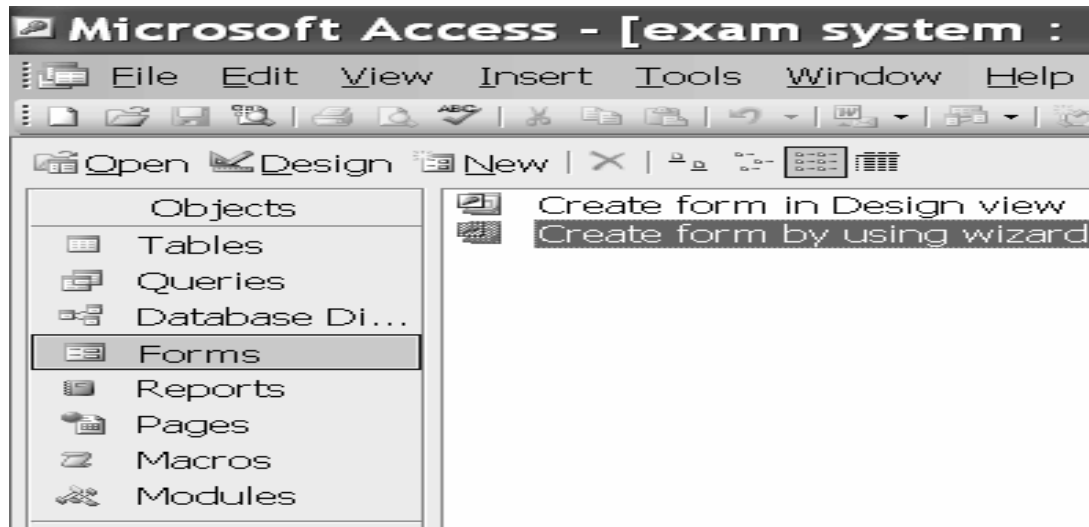 Microsoft Access - [exam system :
File Edit View Insert Tools Window Help
ABC W
Open Design New
Objects
Tables
Queries
Database Di...
Forms
Reports
Pages
Macros
Modules
Create form in Design view
Create form by using wizard